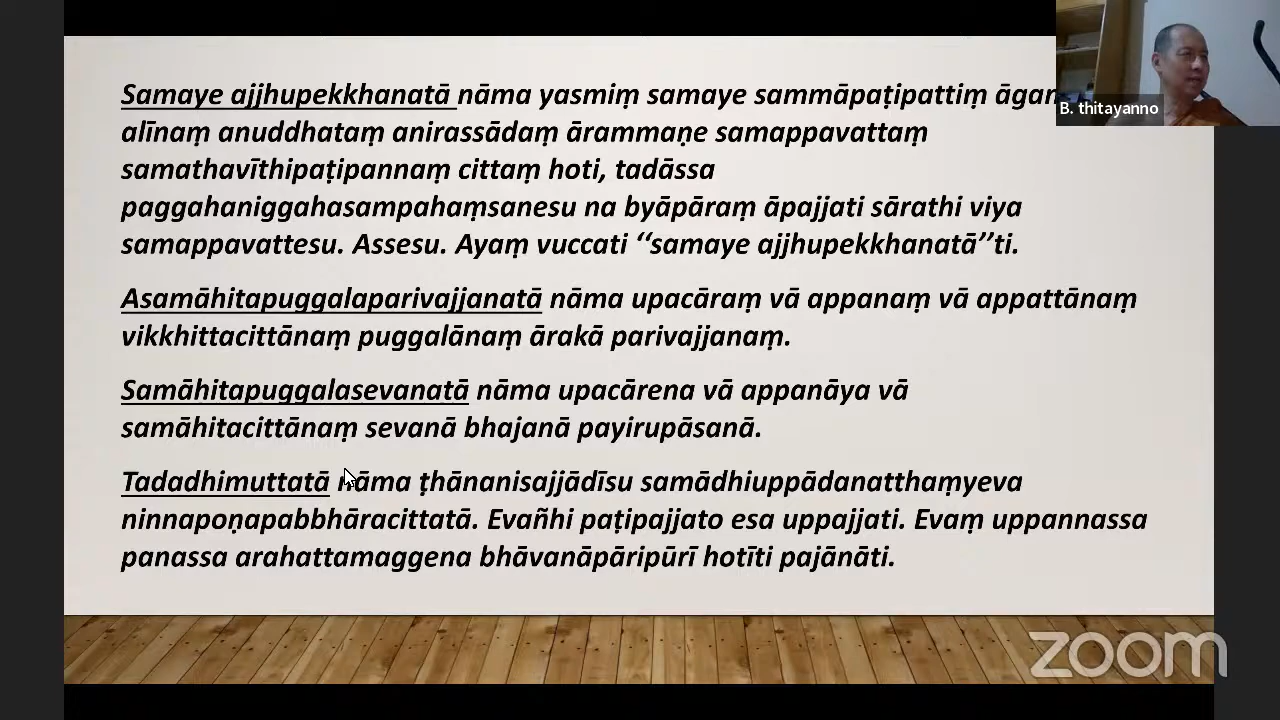 Samaye ajjhupekkhanatā nāma yasmiṃ samaye sammāpaṭipattiṃ
alīnaṃ anuddhataṃ anirassādaṃ ārammaṇe samappavattaṃ
samathavīthipaṭipannaṃ cittaṃ hoti, tadāssa
paggahaniggahasampahaṃsanesu na byāpāraṃ āpajjati sārathi viya
samappavattesu. Assesu. Ayaṃ vuccati ‘‘samaye ajjhupekkhanatā’’ti.
Asamāhitapuggalaparivajjanatā nāma upacāraṃ vā appanaṃ vā appattānaṃ
vikkhittacittānaṃ puggalānaṃ ārakā parivajjanaṃ.
Samāhitapuggalasevanatā nāma upacārena vā appanāya vā
samāhitacittānaṃ sevanā bhajanā payirupāsanā.
Tadadhimuttatā nāma ṭhānanisajjādīsu samādhiuppādanatthaṃyeva
ninnapoṇapabbhāracittatā. Evañhi paṭipajjato esa uppajjati. Evaṃ uppannassa
panassa arahattamaggena bhāvanāpāripūrī hotīti pajānāti.
B. thitayanno
zoom